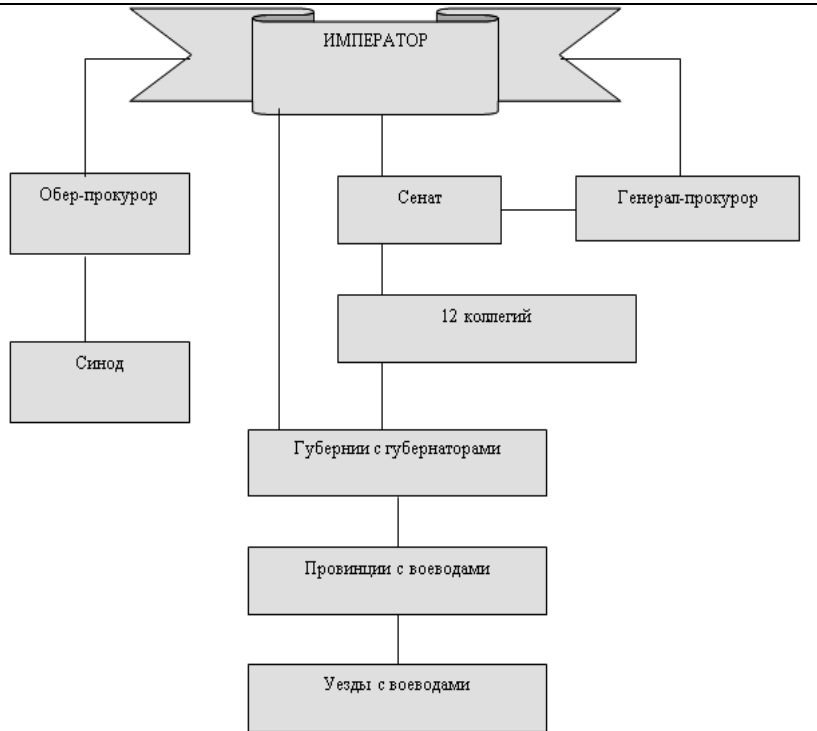 ИМПЕРАТОР
Обер-прокурор
Сенат
Генерал-прокурор
12 коллегий
Синод
Губернии с губернаторами
Провинции с воеводами
Уезды с воеводами